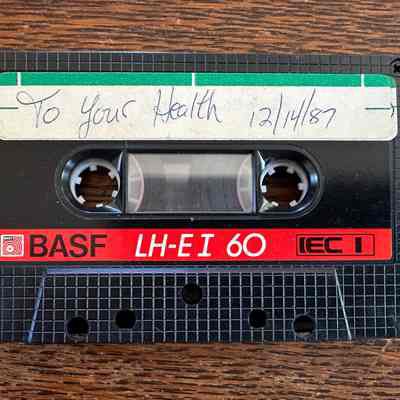 To Your Health 12/14/87
BASF LH-E I 60 IEC I